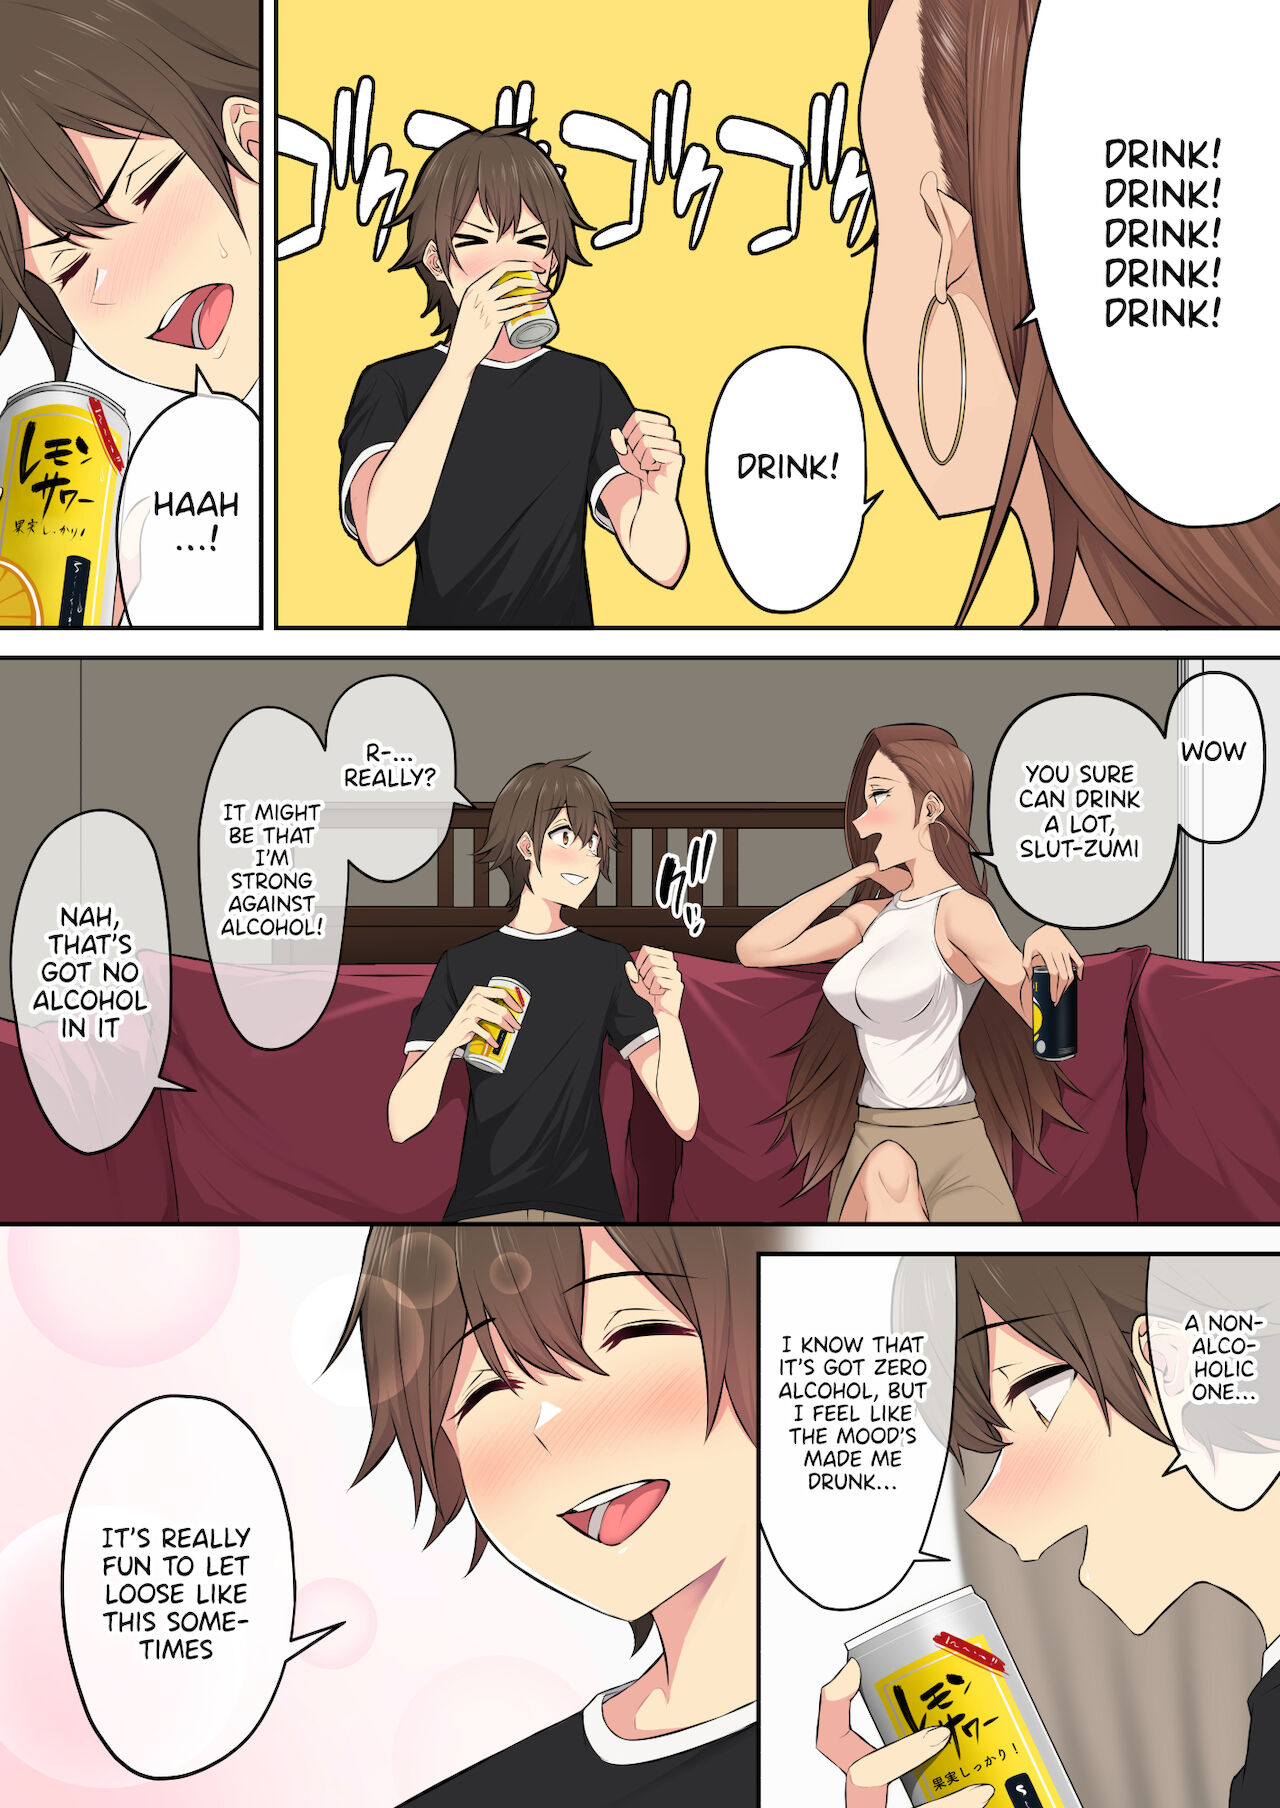 DRINK!
DRINK!
DRINK!
DRINK!
DRINK!
DRINK!
ゴクゴクゴクゴク
HAAH
...!
レモン
サワー
果実しっかり!
WOW
YOU SURE
CAN DRINK
A LOT,
SLUT-ZUMI
R-...
REALLY?
IT MIGHT
BE THAT
I'M
STRONG
AGAINST
ALCOHOL!
NAH,
THAT'S
GOT NO
ALCOHOL
IN IT
A NON-
ALCO-
HOLIC
ONE...
I KNOW THAT
IT'S GOT ZERO
ALCOHOL, BUT
I FEEL LIKE
THE MOOD'S
MADE ME
DRUNK...
レモン
サワー
果実しっかり!
IT'S REALLY
FUN TO LET
LOOSE LIKE
THIS SOME-
TIMES